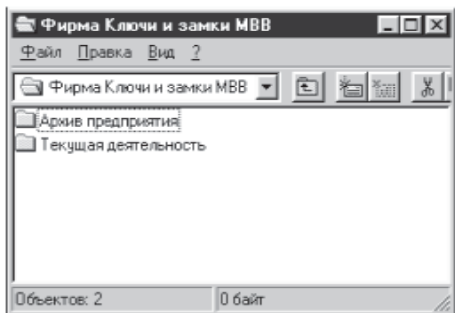 Фирма Ключи и замки МВВ
Файл Правка Вид ?
Фирма Ключи и замки МВВ
Архив предприятия
Текущая деятельность
Объектов: 2 0 байт